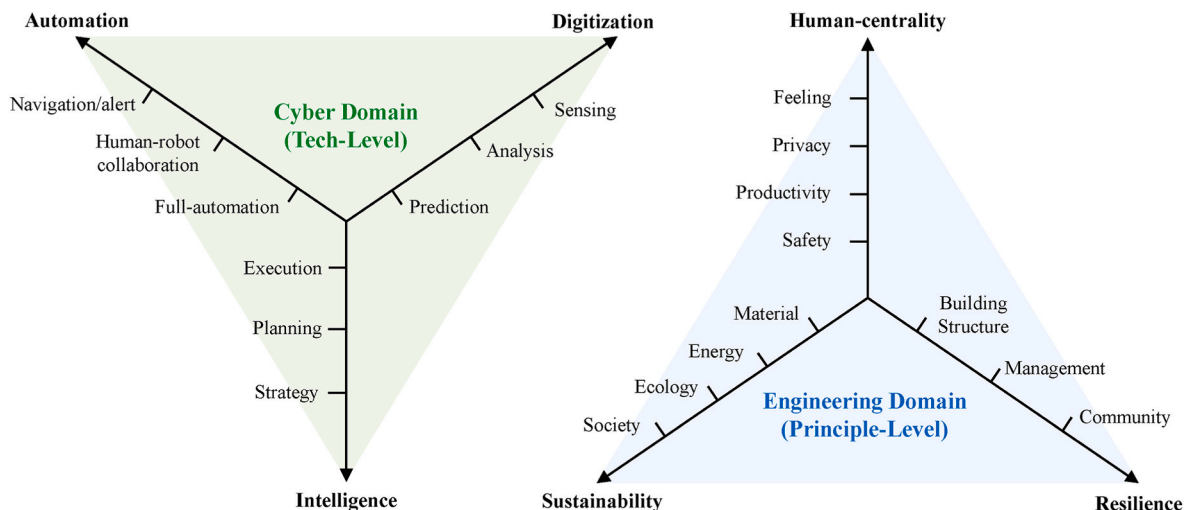 Automation
Digitization
Navigation/alert
Human-robot
collaboration
Full-automation
Cyber Domain
(Tech-Level)
Sensing
Analysis
Prediction
Execution
Planning
Strategy
Intelligence
Human-centrality
Feeling
Privacy
Productivity
Safety
Material
Energy
Ecology
Society
Building
Structure
Management
Community
Engineering Domain
(Principle-Level)
Sustainability
Resilience